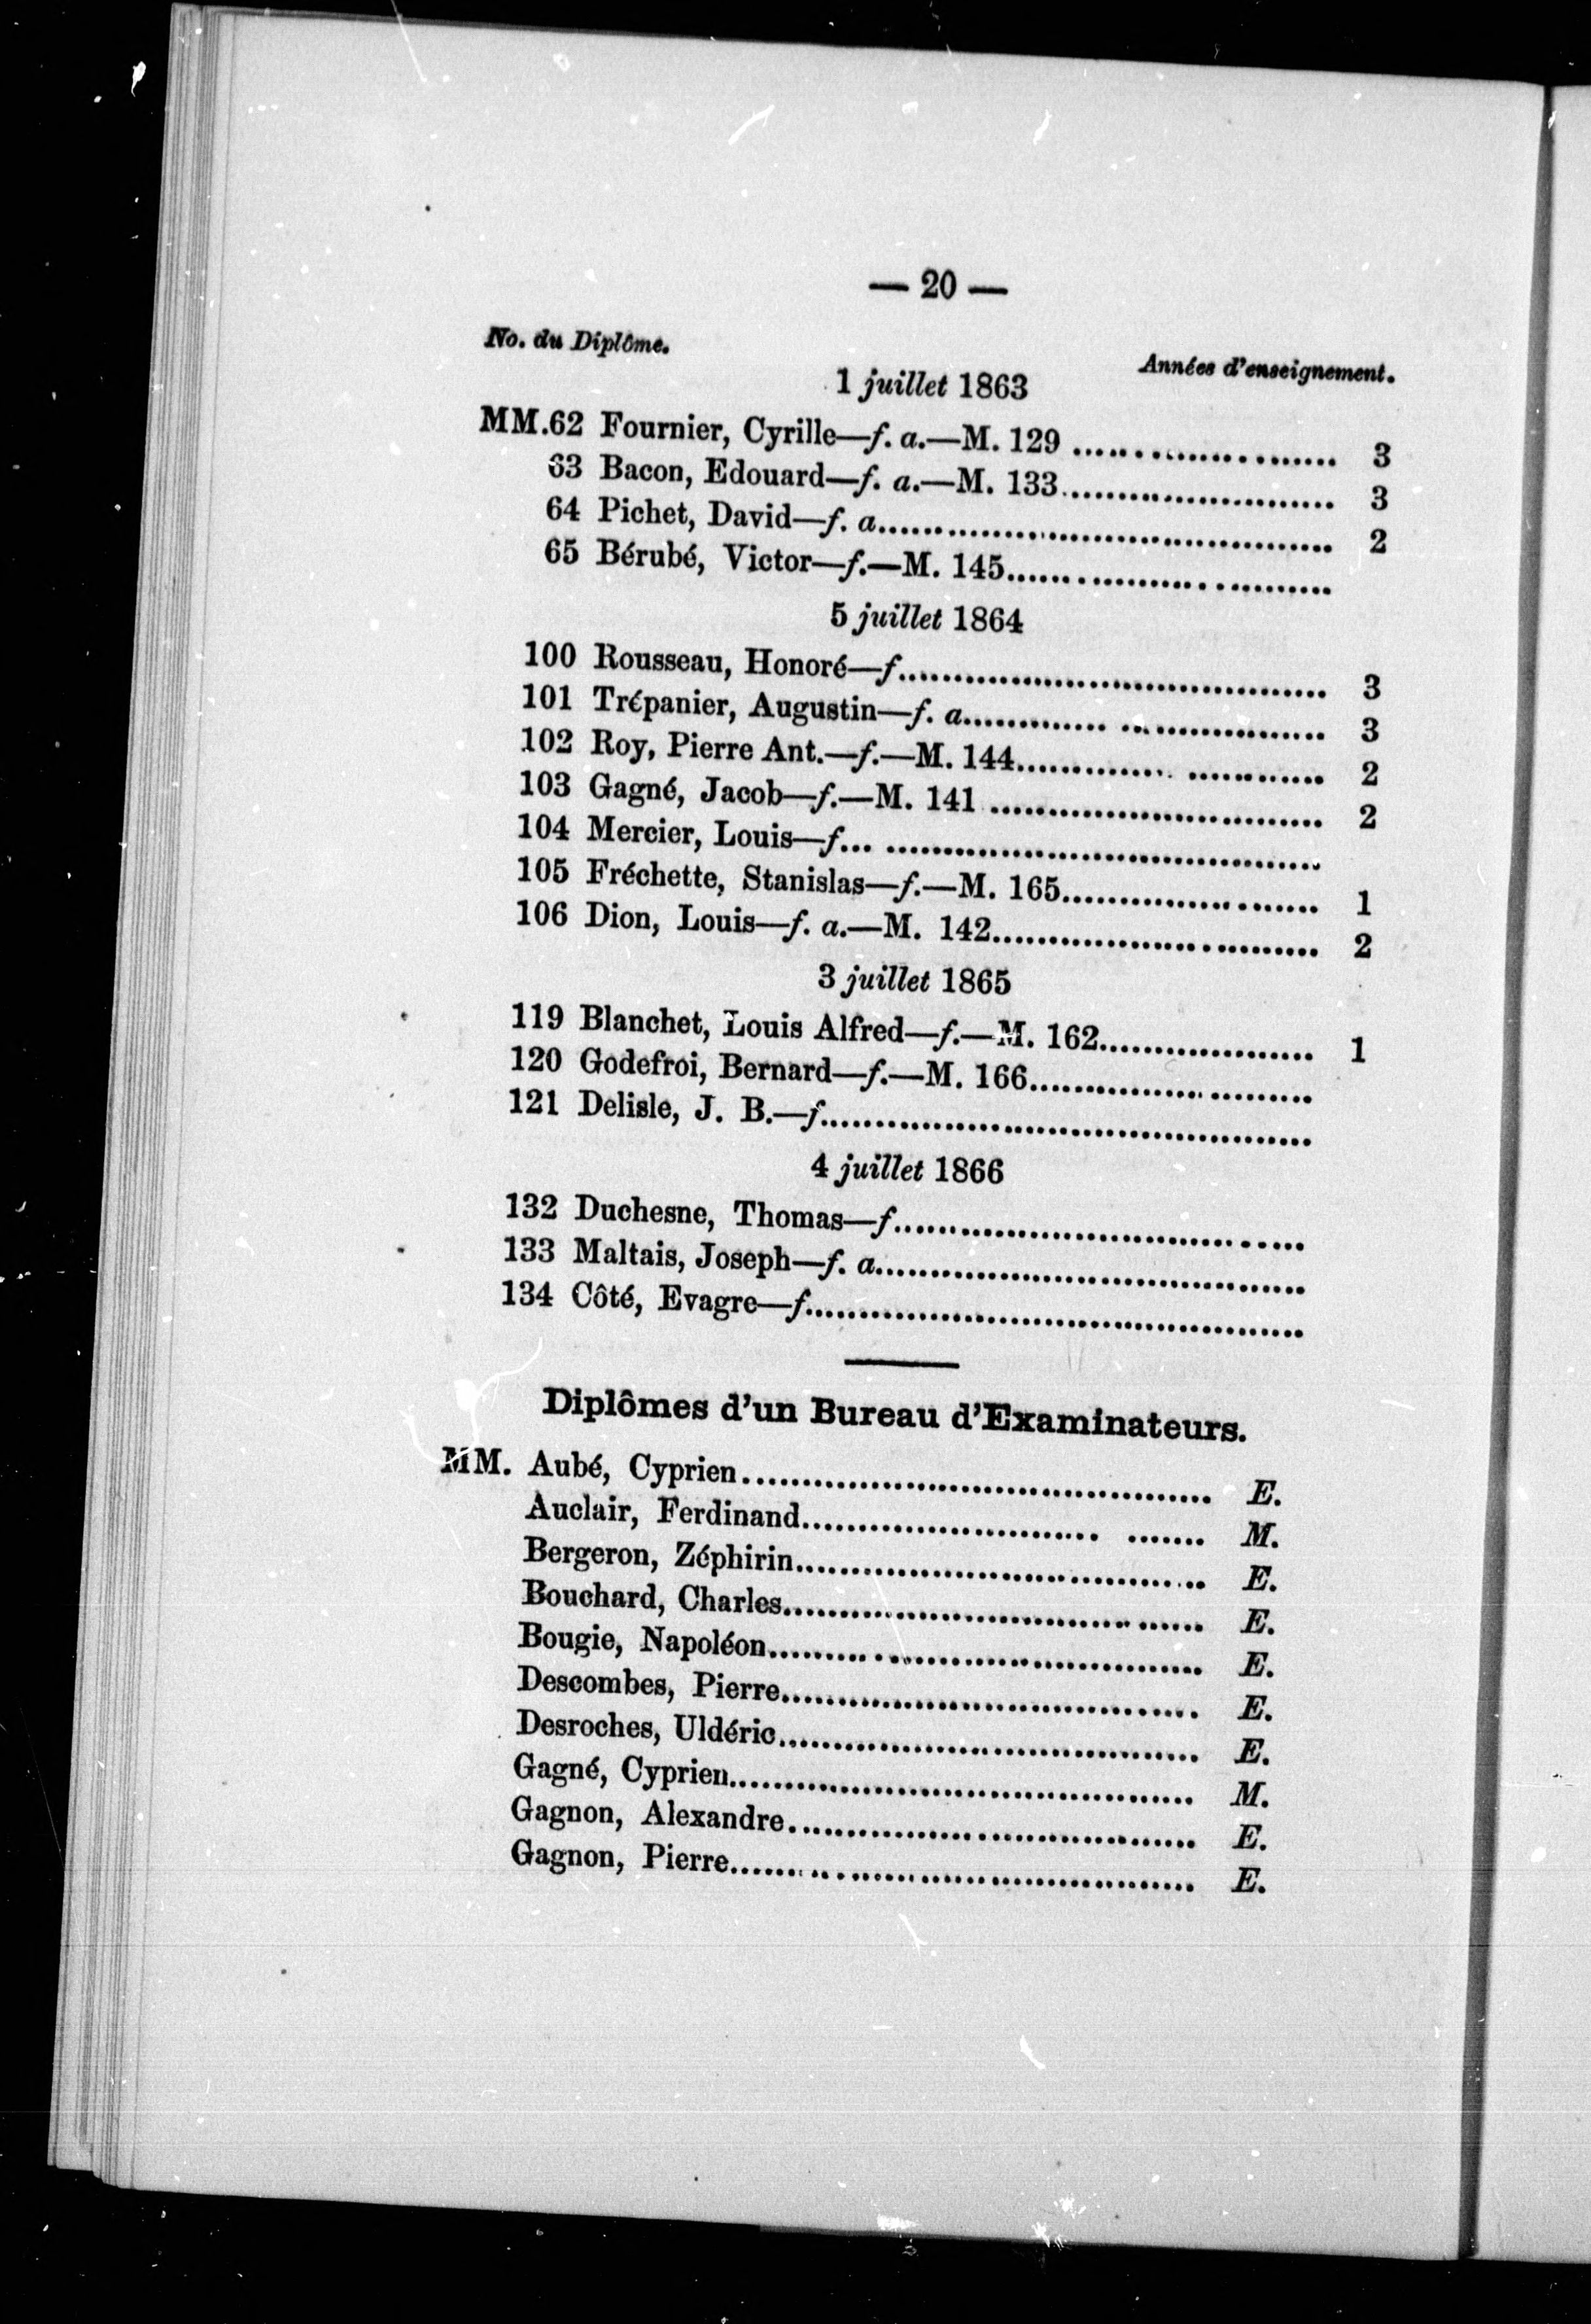 — 20 —
No. du Diplôme.
Années d'enseignement.
1 juillet 1863
MM.62 Fournier, Cyrille—f. a.—M. 129 ........................ 3
63 Bacon, Edouard—f. a.—M. 133........................ 3
64 Pichet, David—f. a........................................ 2
65 Bérubé, Victor—f.—M. 145..............................
5 juillet 1864
100 Rousseau, Honoré—f....................................... 3
101 Trépanier, Augustin—f. a............. .................. 3
102 Roy, Pierre Ant.—f.—M. 144.............. ............ 2
103 Gagné, Jacob—f.—M. 141 .............................. 2
104 Mercier, Louis—f... .......................................
105 Fréchette, Stanislas—f.—M. 165....................... 1
106 Dion, Louis—f. a.—M. 142.............................. 2
3 juillet 1865
119 Blanchet, Louis Alfred—f.—M. 162................... 1
120 Godefroi, Bernard—f.—M. 166.........................
121 Delisle, J. B.—f............................................
4 juillet 1866
132 Duchesne, Thomas—f.....................................
133 Maltais, Joseph—f. a......................................
134 Côté, Evagre—f.............................................
Diplômes d'un Bureau d'Examinateurs.
MM. Aubé, Cyprien.......................................... E.
Auclair, Ferdinand........................... ....... M.
Bergeron, Zéphirin..................................... E.
Bouchard, Charles...................................... E.
Bougie, Napoléon....................................... E.
Descombes, Pierre...................................... E.
Desroches, Uldéric...................................... E.
Gagné, Cyprien.......................................... M.
Gagnon, Alexandre..................................... E.
Gagnon, Pierre.......................................... E.